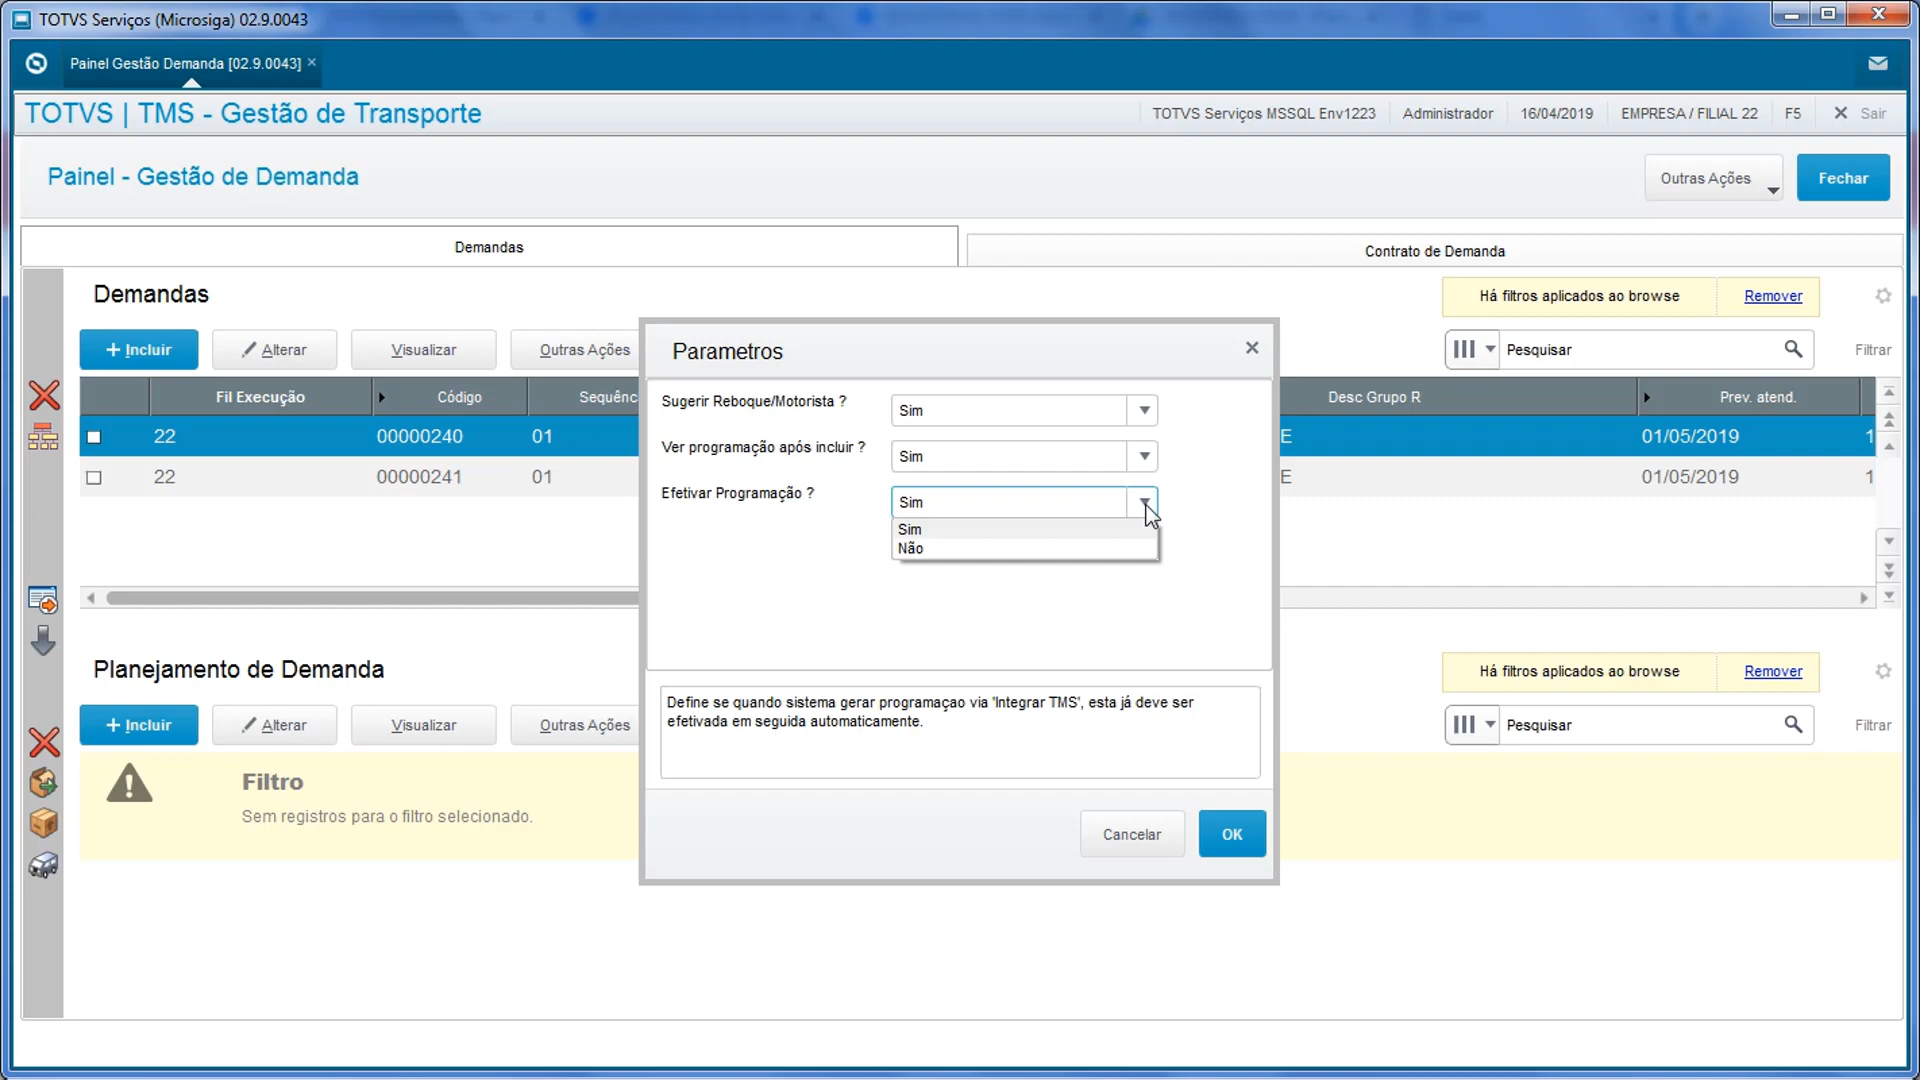 TOTVS Serviços (Microsiga) 02.9.0043
Painel Gestão Demanda [02.9.0043] ×
TOTVS | TMS - Gestão de Transporte
TOTVS Serviços MSSQL Env1223
Administrador
16/04/2019
EMPRESA / FILIAL 22
F5
Sair
Painel - Gestão de Demanda
Outras Ações
Fechar
Demandas
Contrato de Demanda
Demandas
Há filtros aplicados ao browse
Remover
+ Incluir
Alterar
Visualizar
Outras Ações
Pesquisar
Filtrar
Fil Execução
Código
Sequênc
Desc Grupo R
Prev. atend.
22 00000240 01 E 01/05/2019 1
22 00000241 01 E 01/05/2019 1
Parametros
Sugerir Reboque/Motorista ?
Sim
Ver programação após incluir ?
Sim
Efetivar Programação ?
Sim
Sim
Não
Define se quando sistema gerar programaçao via 'Integrar TMS', esta já deve ser
efetivada em seguida automaticamente.
Cancelar
OK
Planejamento de Demanda
Há filtros aplicados ao browse
Remover
+ Incluir
Alterar
Visualizar
Outras Ações
Pesquisar
Filtrar
Filtro
Sem registros para o filtro selecionado.